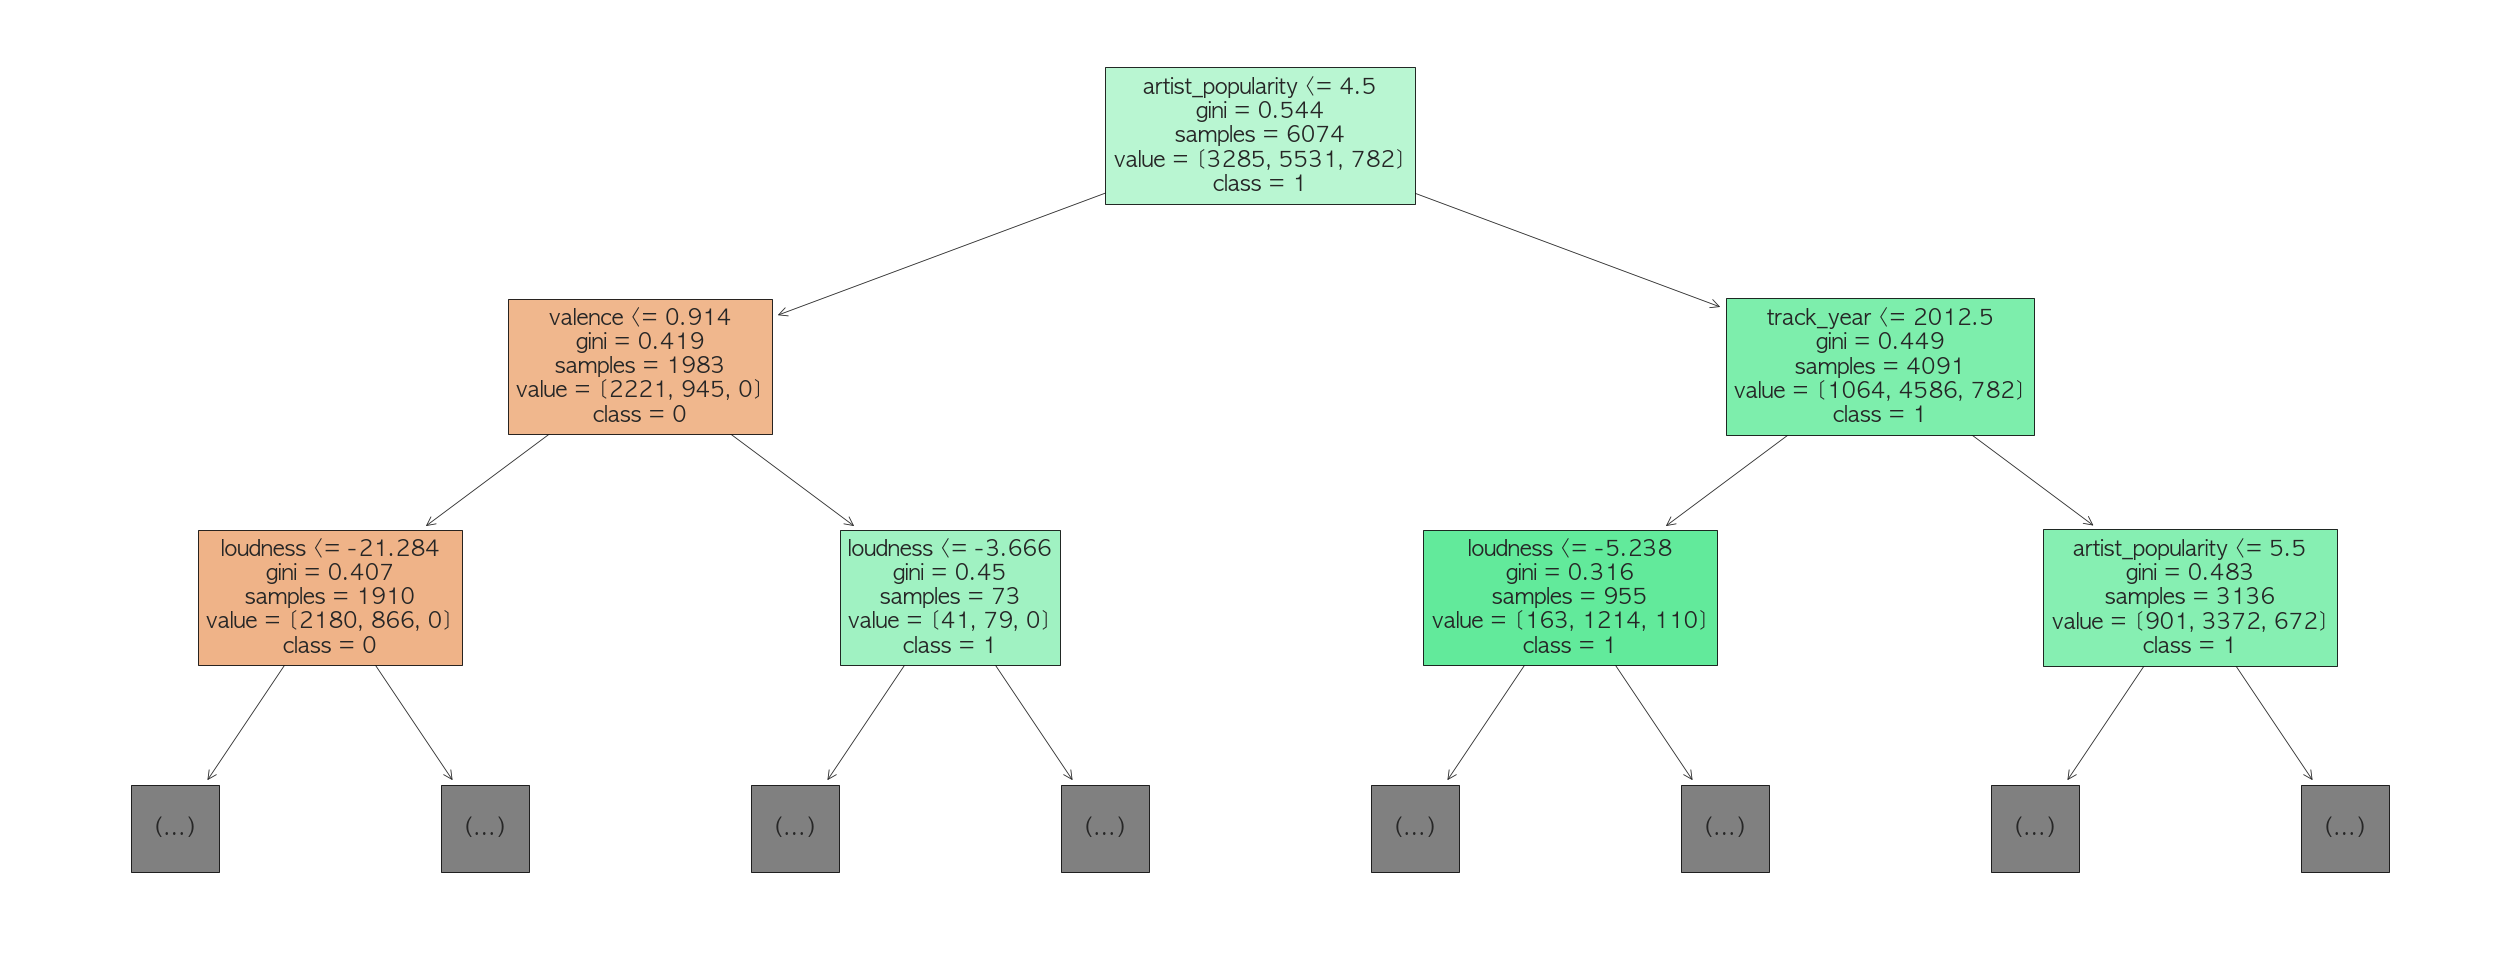 artist_popularity <= 4.5
gini = 0.544
samples = 6074
value = [3285, 5531, 782]
class = 1
valence <= 0.914
gini = 0.419
samples = 1983
value = [2221, 945, 0]
class = 0
track_year <= 2012.5
gini = 0.449
samples = 4091
value = [1064, 4586, 782]
class = 1
loudness <= -21.284
gini = 0.407
samples = 1910
value = [2180, 866, 0]
class = 0
loudness <= -3.666
gini = 0.45
samples = 73
value = [41, 79, 0]
class = 1
loudness <= -5.238
gini = 0.316
samples = 955
value = [163, 1214, 110]
class = 1
artist_popularity <= 5.5
gini = 0.483
samples = 3136
value = [901, 3372, 672]
class = 1
(...)
(...)
(...)
(...)
(...)
(...)
(...)
(...)